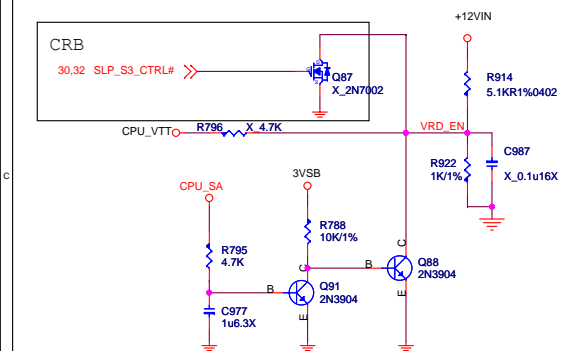 +12VIN
CRB
30,32 SLP_S3_CTRL#
Q87
X_2N7002
R914
5.1KR1%0402
CPU_VTT
R796
X_4.7K
VRD_EN
C987
X_0.1u16X
R922
1K/1%
C
CPU_SA
3VSB
R788
10K/1%
C
R795
4.7K
C
B
Q88
2N3904
B
Q91
2N3904
E
C977
1u6.3X
E